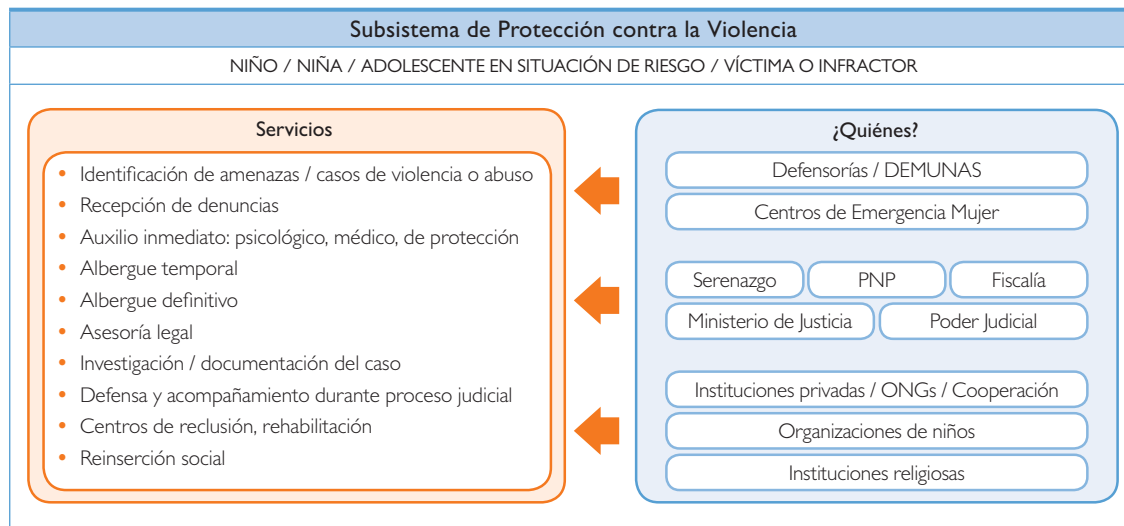 Subsistema de Protección contra la Violencia
NIÑO / NIÑA / ADOLESCENTE EN SITUACIÓN DE RIESGO / VÍCTIMA O INFRACTOR
Servicios
• Identificación de amenazas / casos de violencia o abuso
• Recepción de denuncias
• Auxilio inmediato: psicológico, médico, de protección
• Albergue temporal
• Albergue definitivo
• Asesoría legal
• Investigación / documentación del caso
• Defensa y acompañamiento durante proceso judicial
• Centros de reclusión, rehabilitación
• Reinserción social
¿Quiénes?
Defensorías / DEMUNAS
Centros de Emergencia Mujer
Serenazgo
PNP
Fiscalía
Ministerio de Justicia
Poder Judicial
Instituciones privadas / ONGs / Cooperación
Organizaciones de niños
Instituciones religiosas